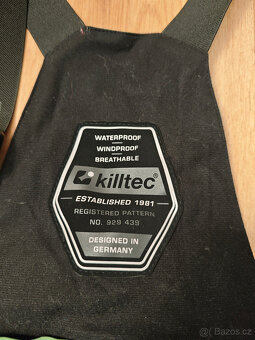 WATERPROOF
WINDPROOF
BREATHABLE
killtec
ESTABLISHED 1981
REGISTERED PATTERN
NO. 929 439
DESIGNED IN
GERMANY
© Bazos.cz